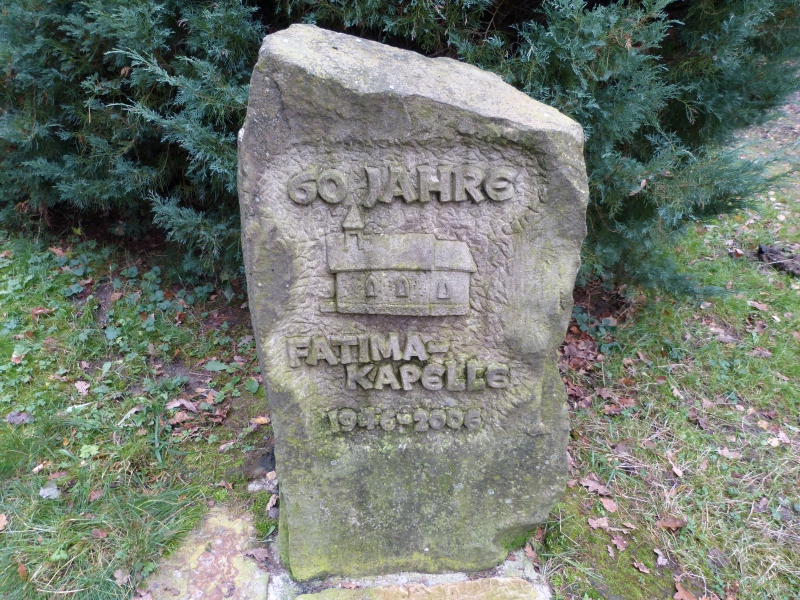 60 JAHRE
FATIMA-
KAPELLE
1946-2006